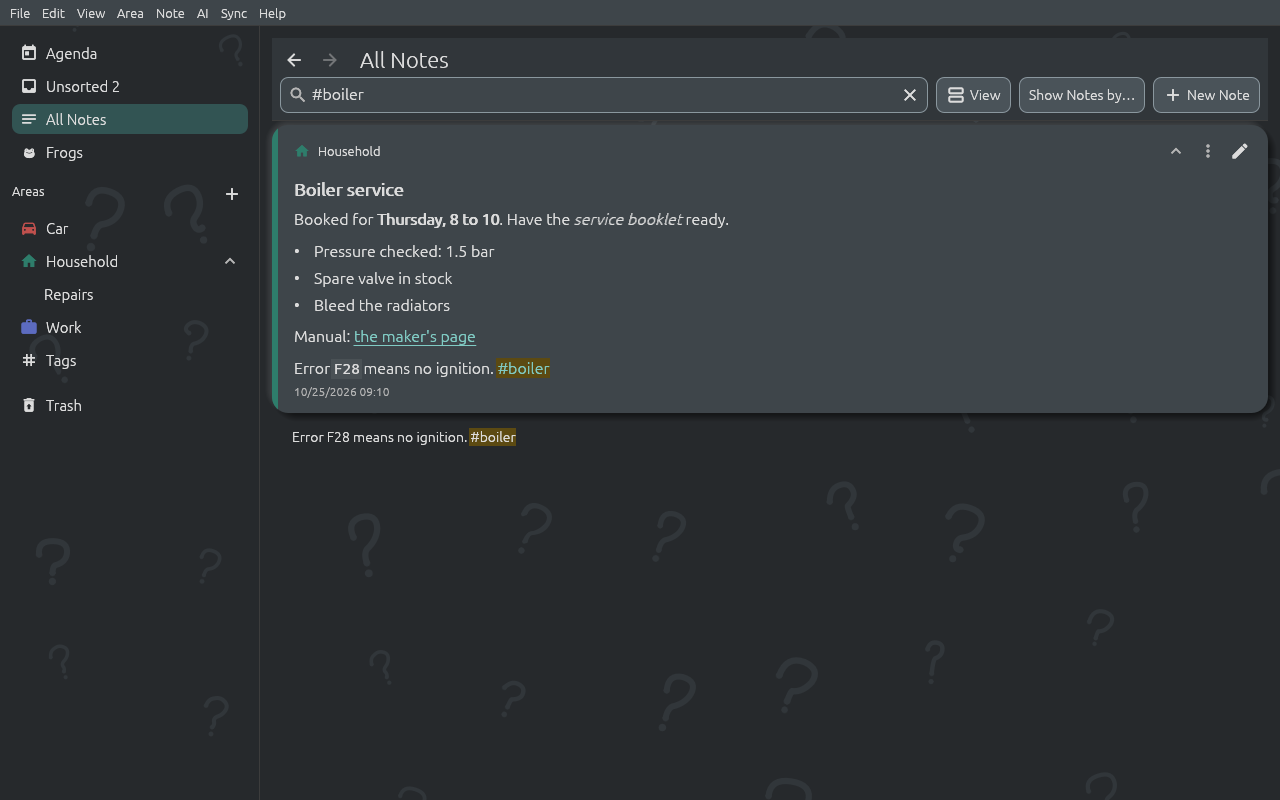 File Edit View Area Note AI Sync Help
Agenda
Unsorted 2
All Notes
Frogs
Areas
Car
Household
Repairs
Work
Tags
Trash
All Notes
#boiler
View
Show Notes by...
New Note
Household
Boiler service
Booked for Thursday, 8 to 10. Have the service booklet ready.
• Pressure checked: 1.5 bar
• Spare valve in stock
• Bleed the radiators
Manual: the maker's page
Error F28 means no ignition. #boiler
10/25/2026 09:10
Error F28 means no ignition. #boiler